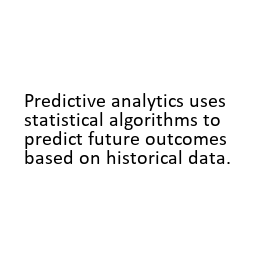 Predictive analytics uses
statistical algorithms to
predict future outcomes
based on historical data.